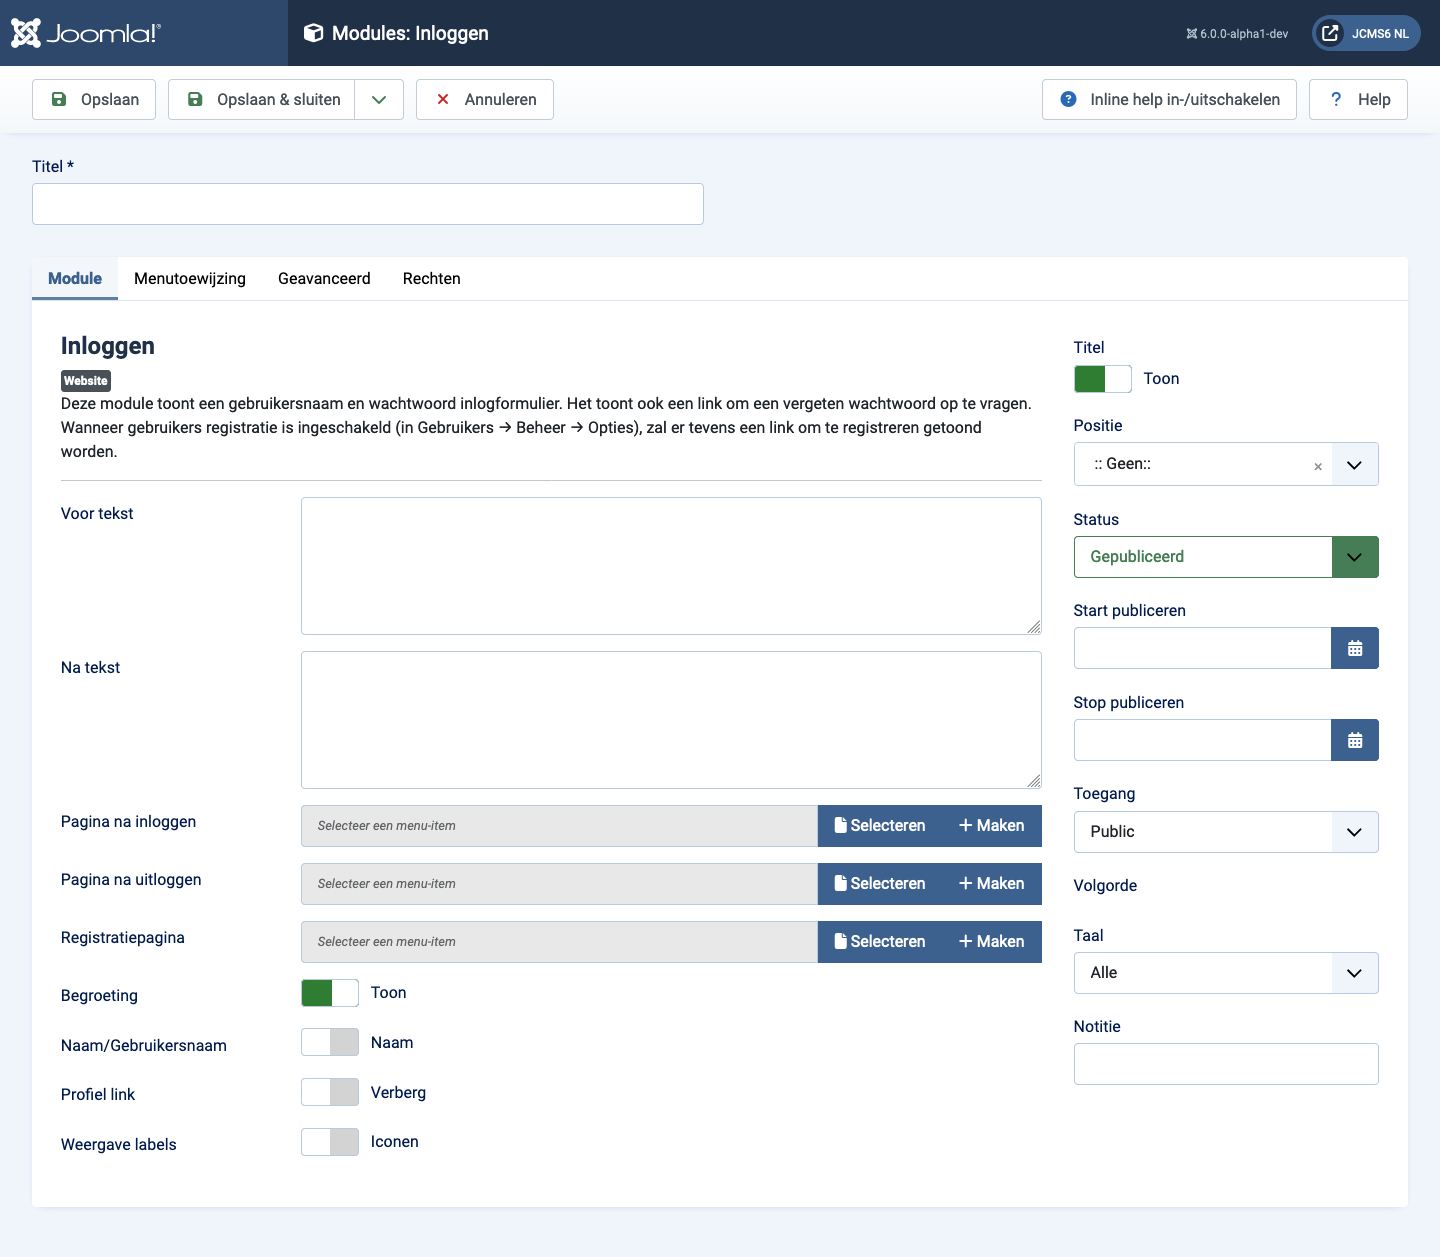 Joomla!®
Modules: Inloggen
6.0.0-alpha1-dev
JCMS6 NL
Opslaan
Opslaan & sluiten
Annuleren
Inline help in-/uitschakelen
? Help
Titel *
Module
Menutoewijzing
Geavanceerd
Rechten
Inloggen
Website
Deze module toont een gebruikersnaam en wachtwoord inlogformulier. Het toont ook een link om een vergeten wachtwoord op te vragen.
Wanneer gebruikers registratie is ingeschakeld (in Gebruikers → Beheer → Opties), zal er tevens een link om te registreren getoond
worden.
Voor tekst
Na tekst
Pagina na inloggen
Selecteer een menu-item
Selecteren
+ Maken
Pagina na uitloggen
Selecteer een menu-item
Selecteren
+ Maken
Registratiepagina
Selecteer een menu-item
Selecteren
+ Maken
Begroeting
Toon
Naam/Gebruikersnaam
Naam
Profiel link
Verberg
Weergave labels
Iconen
Titel
Toon
Positie
:: Geen::
×
Status
Gepubliceerd
Start publiceren
Stop publiceren
Toegang
Public
Volgorde
Taal
Alle
Notitie